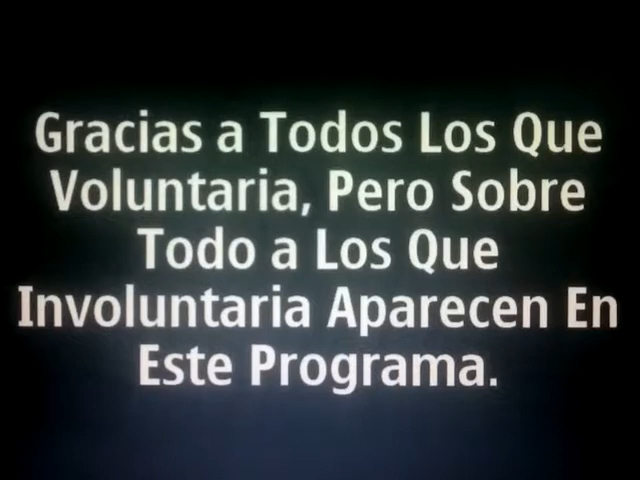 Gracias a Todos Los Que
Voluntaria, Pero Sobre
Todo a Los Que
Involuntaria Aparecen En
Este Programa.